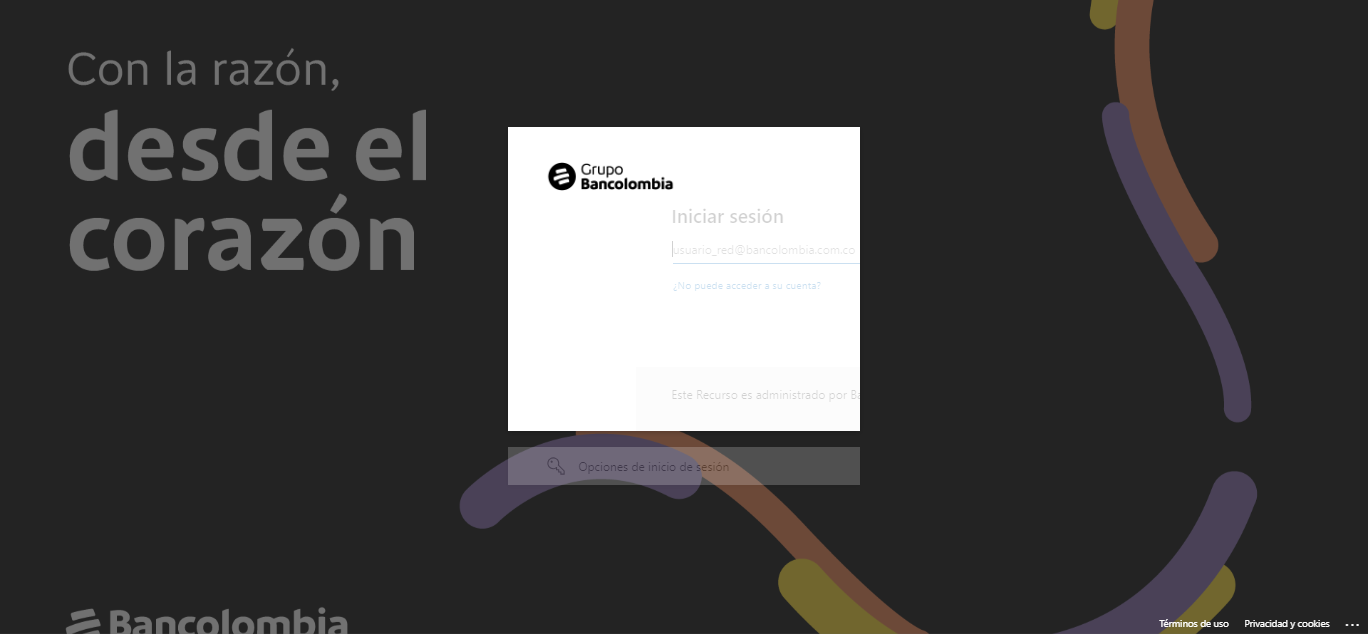 Con la razón,
desde el
corazón
Grupo
Bancolombia
Iniciar sesión
usuario_red@bancolombia.com.co
¿No puede acceder a su cuenta?
Este Recurso es administrado por Ba
Opciones de inicio de sesión
Bancolombia
Términos de uso
Privacidad y cookies
...